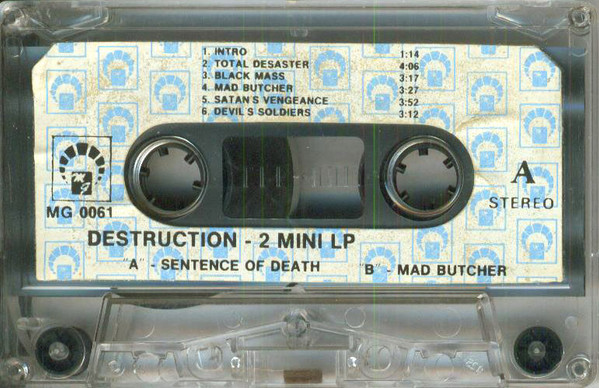 1. INTRO 1:14
2 TOTAL DESASTER 4:06
3. BLACK MASS 3:17
4. MAD BUTCHER 3:27
5. SATAN'S VENGEANCE 3:52
6. DEVIL'S SOLDIERS 3:12
MG
MG 0061
A
STEREO
DESTRUCTION - 2 MINI LP
"A" - SENTENCE OF DEATH "B" - MAD BUTCHER